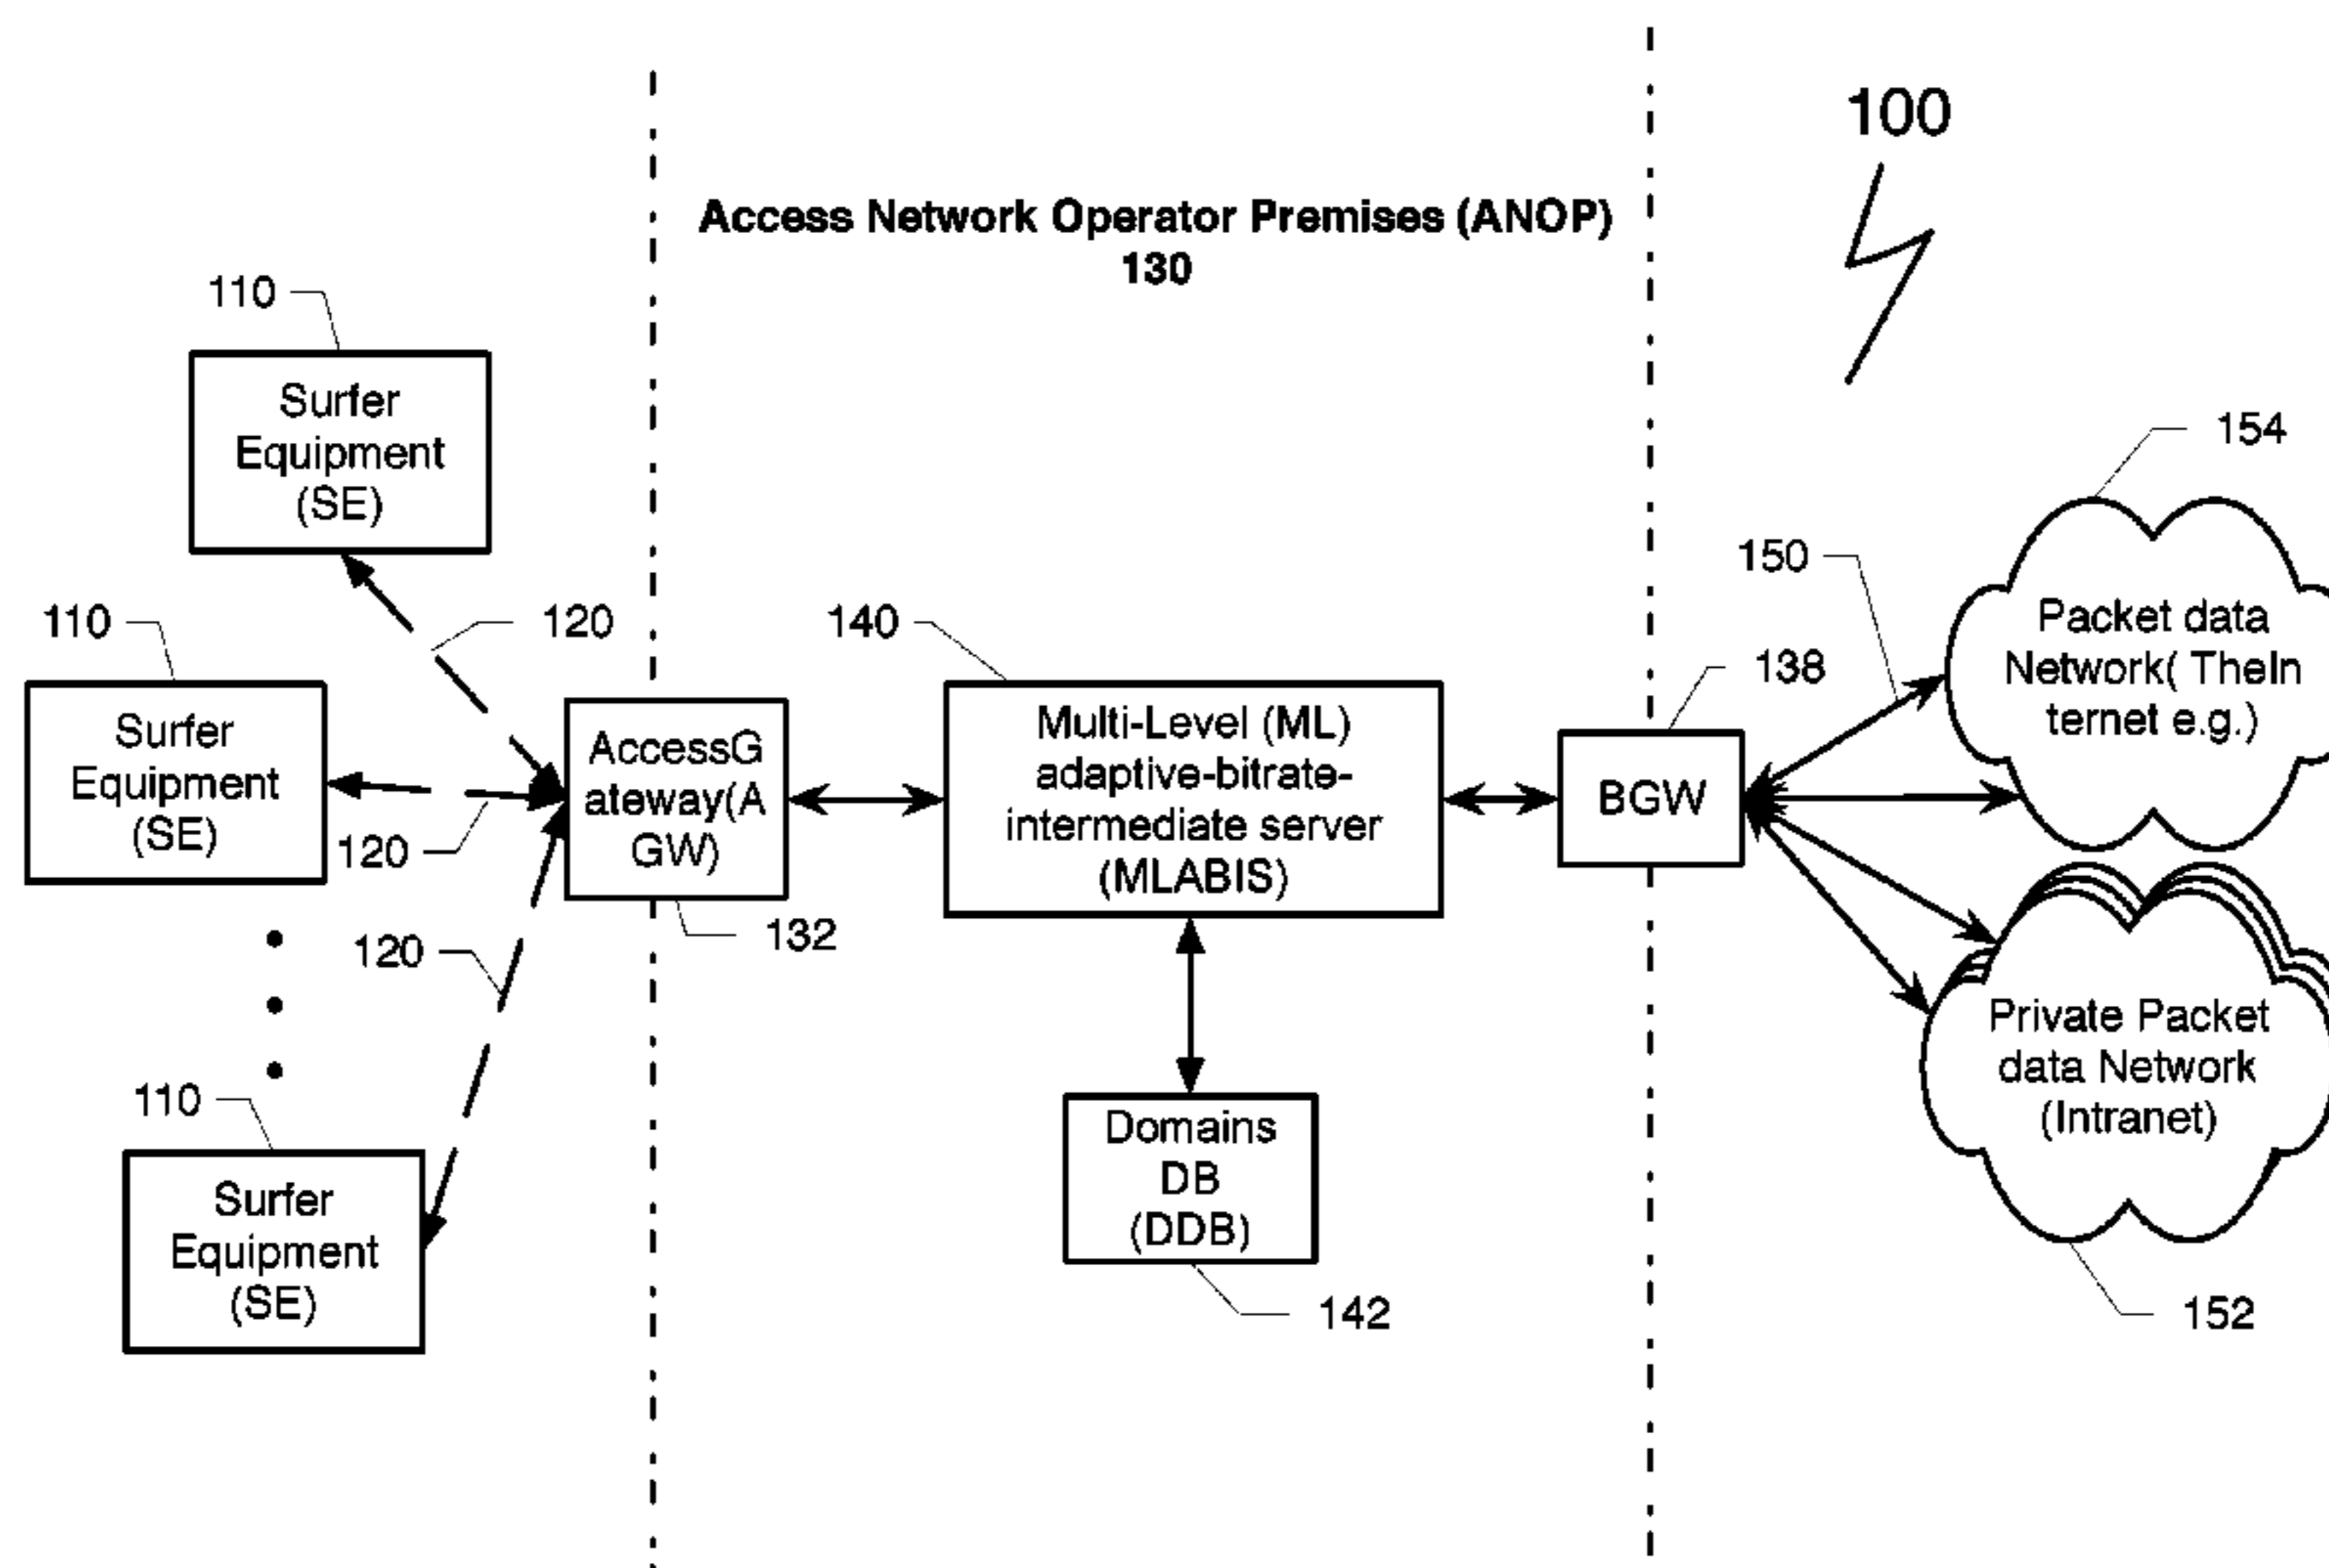 100
Access Network Operator Premises (ANOP)
130
110
Surfer
Equipment
(SE)
120
110
Surfer
Equipment
(SE)
120
120
110
Surfer
Equipment
(SE)
AccessG
ateway(A
GW)
132
140
Multi-Level (ML)
adaptive-bitrate-
intermediate server
(MLABIS)
Domains
DB
(DDB)
142
138
BGW
150
154
Packet data
Network( TheIn
ternet e.g.)
Private Packet
data Network
(Intranet)
152